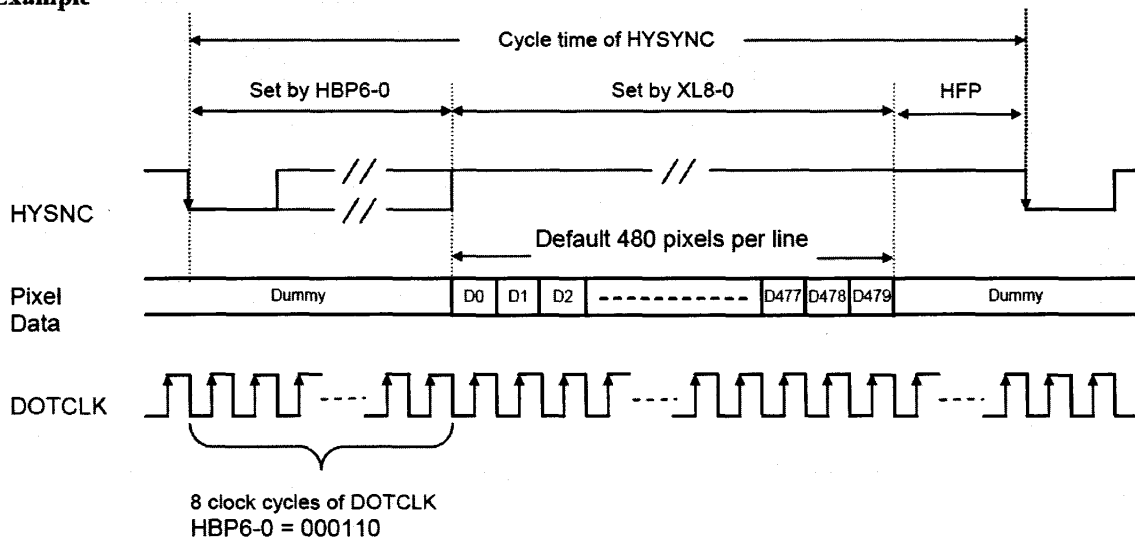 Example
Cycle time of HYSYNC
Set by HBP6-0
Set by XL8-0
HFP
HYSNC
Default 480 pixels per line
Pixel
Data
Dummy
D0
D1
D2
D477
D478
D479
Dummy
DOTCLK
8 clock cycles of DOTCLK
HBP6-0 = 000110